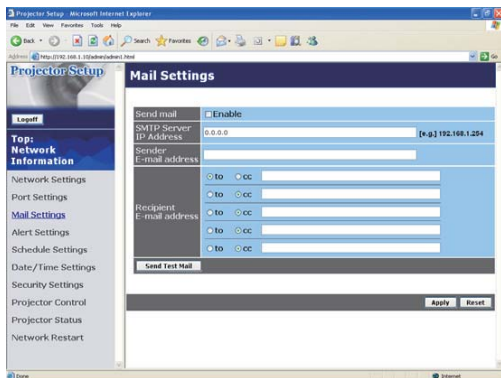 Projector Setup - Microsoft Internet Explorer
File Edit View Favorites Tools Help
Back Search Favorites
Address http://192.168.1.10/admin/admin1.html Go
Projector Setup
Logoff
Top:
Network
Information
Network Settings
Port Settings
Mail Settings
Alert Settings
Schedule Settings
Date/Time Settings
Security Settings
Projector Control
Projector Status
Network Restart
Mail Settings
Send mail Enable
SMTP Server
IP Address 0.0.0.0 [e.g.] 192.168.1.254
Sender
E-mail address
Recipient
E-mail address
to cc
to cc
to cc
to cc
to cc
Send Test Mail
Apply Reset
Done Internet